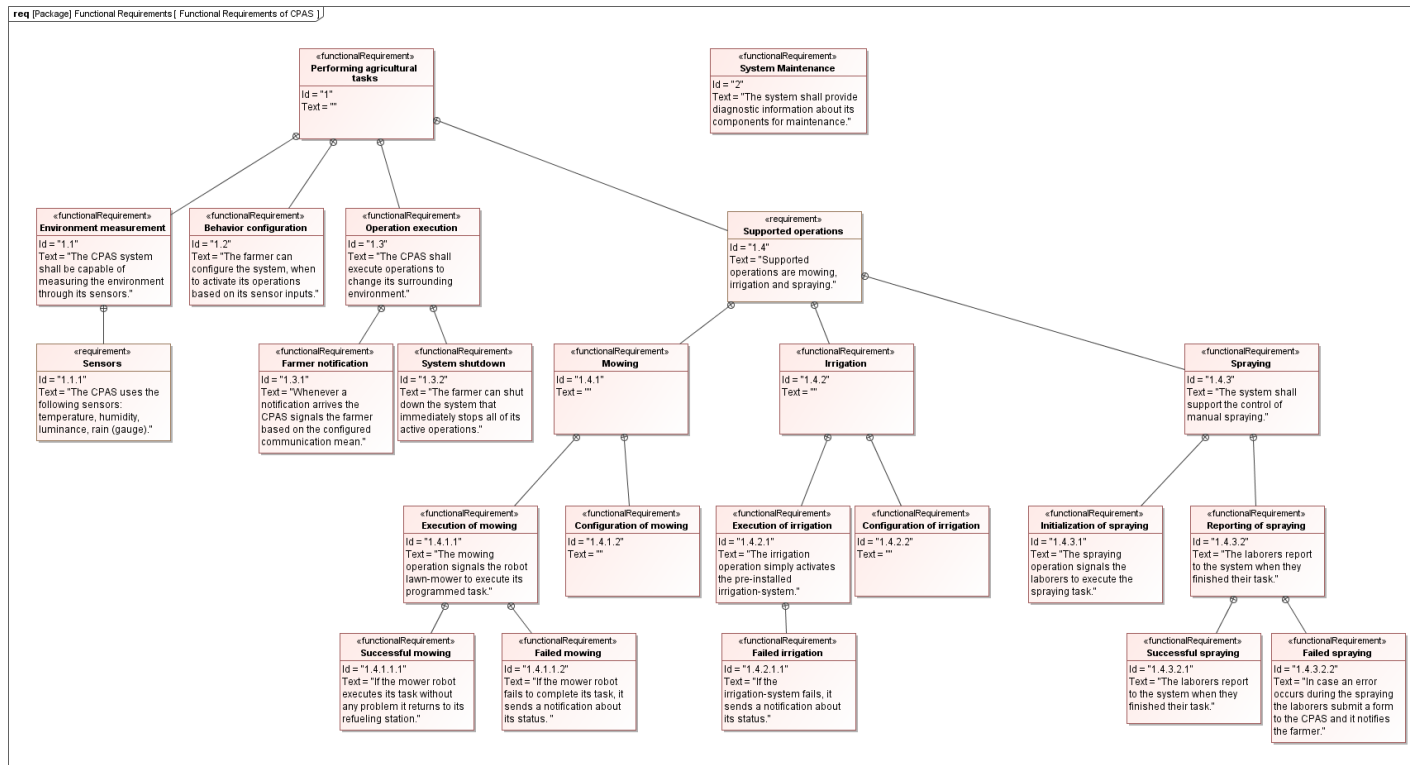 req [Package] Functional Requirements [ Functional Requirements of CPAS ]
«functionalRequirement»
Performing agricultural
tasks
Id = "1"
Text = ""
«functionalRequirement»
System Maintenance
Id = "2"
Text = "The system shall provide
diagnostic information about its
components for maintenance."
«functionalRequirement»
Environment measurement
Id = "1.1"
Text = "The CPAS system
shall be capable of
measuring the environment
through its sensors."
«functionalRequirement»
Behavior configuration
Id = "1.2"
Text = "The farmer can
configure the system, when
to activate its operations
based on its sensor inputs."
«functionalRequirement»
Operation execution
Id = "1.3"
Text = "The CPAS shall
execute operations to
change its surrounding
environment."
«requirement»
Supported operations
Id = "1.4"
Text = "Supported
operations are mowing,
irrigation and spraying."
«requirement»
Sensors
Id = "1.1.1"
Text = "The CPAS uses the
following sensors:
temperature, humidity,
luminance, rain (gauge)."
«functionalRequirement»
Farmer notification
Id = "1.3.1"
Text = "Whenever a
notification arrives the
CPAS signals the farmer
based on the configured
communication mean."
«functionalRequirement»
System shutdown
Id = "1.3.2"
Text = "The farmer can shut
down the system that
immediately stops all of its
active operations."
«functionalRequirement»
Mowing
Id = "1.4.1"
Text = ""
«functionalRequirement»
Irrigation
Id = "1.4.2"
Text = ""
«functionalRequirement»
Spraying
Id = "1.4.3"
Text = "The system shall
support the control of
manual spraying."
«functionalRequirement»
Execution of mowing
Id = "1.4.1.1"
Text = "The mowing
operation signals the robot
lawn-mower to execute its
programmed task."
«functionalRequirement»
Configuration of mowing
Id = "1.4.1.2"
Text = ""
«functionalRequirement»
Execution of irrigation
Id = "1.4.2.1"
Text = "The irrigation
operation simply activates
the pre-installed
irrigation-system."
«functionalRequirement»
Configuration of irrigation
Id = "1.4.2.2"
Text = ""
«functionalRequirement»
Initialization of spraying
Id = "1.4.3.1"
Text = "The spraying
operation signals the
laborers to execute the
spraying task."
«functionalRequirement»
Reporting of spraying
Id = "1.4.3.2"
Text = "The laborers report
to the system when they
finished their task."
«functionalRequirement»
Successful mowing
Id = "1.4.1.1.1"
Text = "If the mower robot
executes its task without
any problem it returns to its
refueling station."
«functionalRequirement»
Failed mowing
Id = "1.4.1.1.2"
Text = "If the mower robot
fails to complete its task, it
sends a notification about
its status. "
«functionalRequirement»
Failed irrigation
Id = "1.4.2.1.1"
Text = "If the
irrigation-system fails, it
sends a notification about
its status."
«functionalRequirement»
Successful spraying
Id = "1.4.3.2.1"
Text = "The laborers report
to the system when they
finished their task."
«functionalRequirement»
Failed spraying
Id = "1.4.3.2.2"
Text = "In case an error
occurs during the spraying
the laborers submit a form
to the CPAS and it notifies
the farmer."